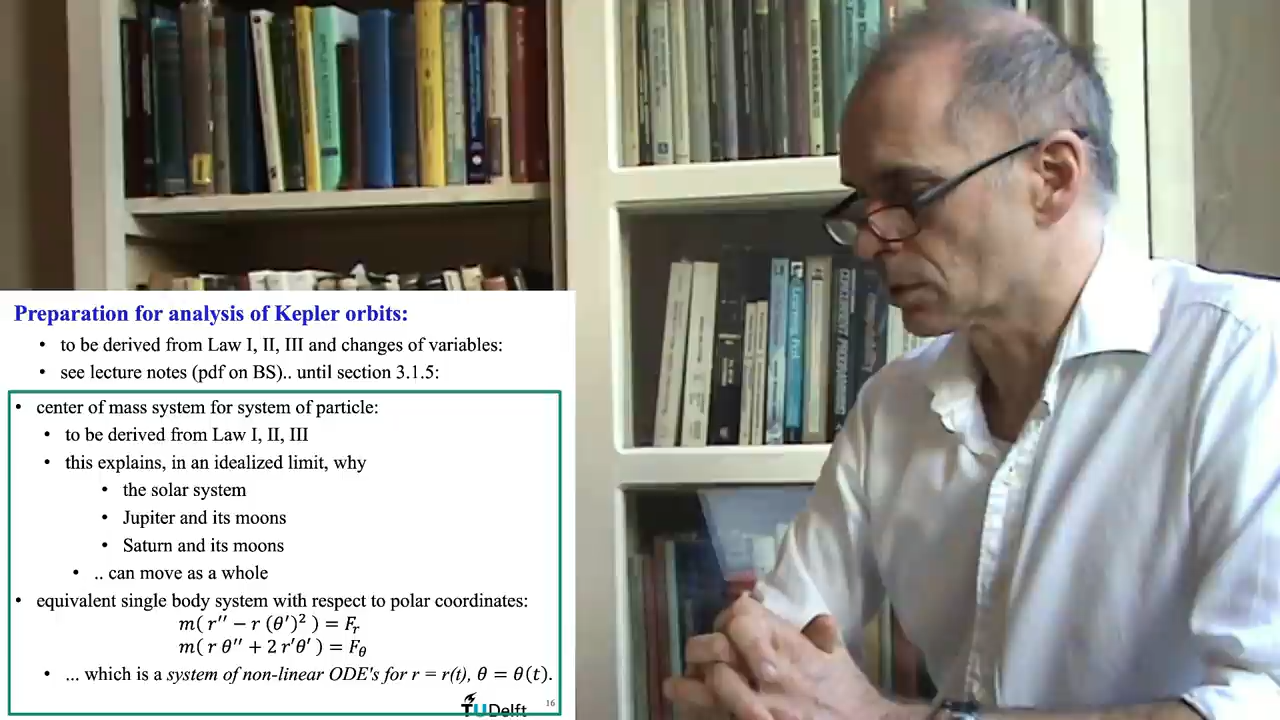 Preparation for analysis of Kepler orbits:
• to be derived from Law I, II, III and changes of variables:
• see lecture notes (pdf on BS).. until section 3.1.5:
• center of mass system for system of particle:
• to be derived from Law I, II, III
• this explains, in an idealized limit, why
• the solar system
• Jupiter and its moons
• Saturn and its moons
• .. can move as a whole
• equivalent single body system with respect to polar coordinates:
m( r′′ − r (θ′)² ) = Fᵣ
m( r θ′′ + 2 r′θ′ ) = F_θ
• ... which is a system of non-linear ODE's for r = r(t), θ = θ(t).
TUDelft
16